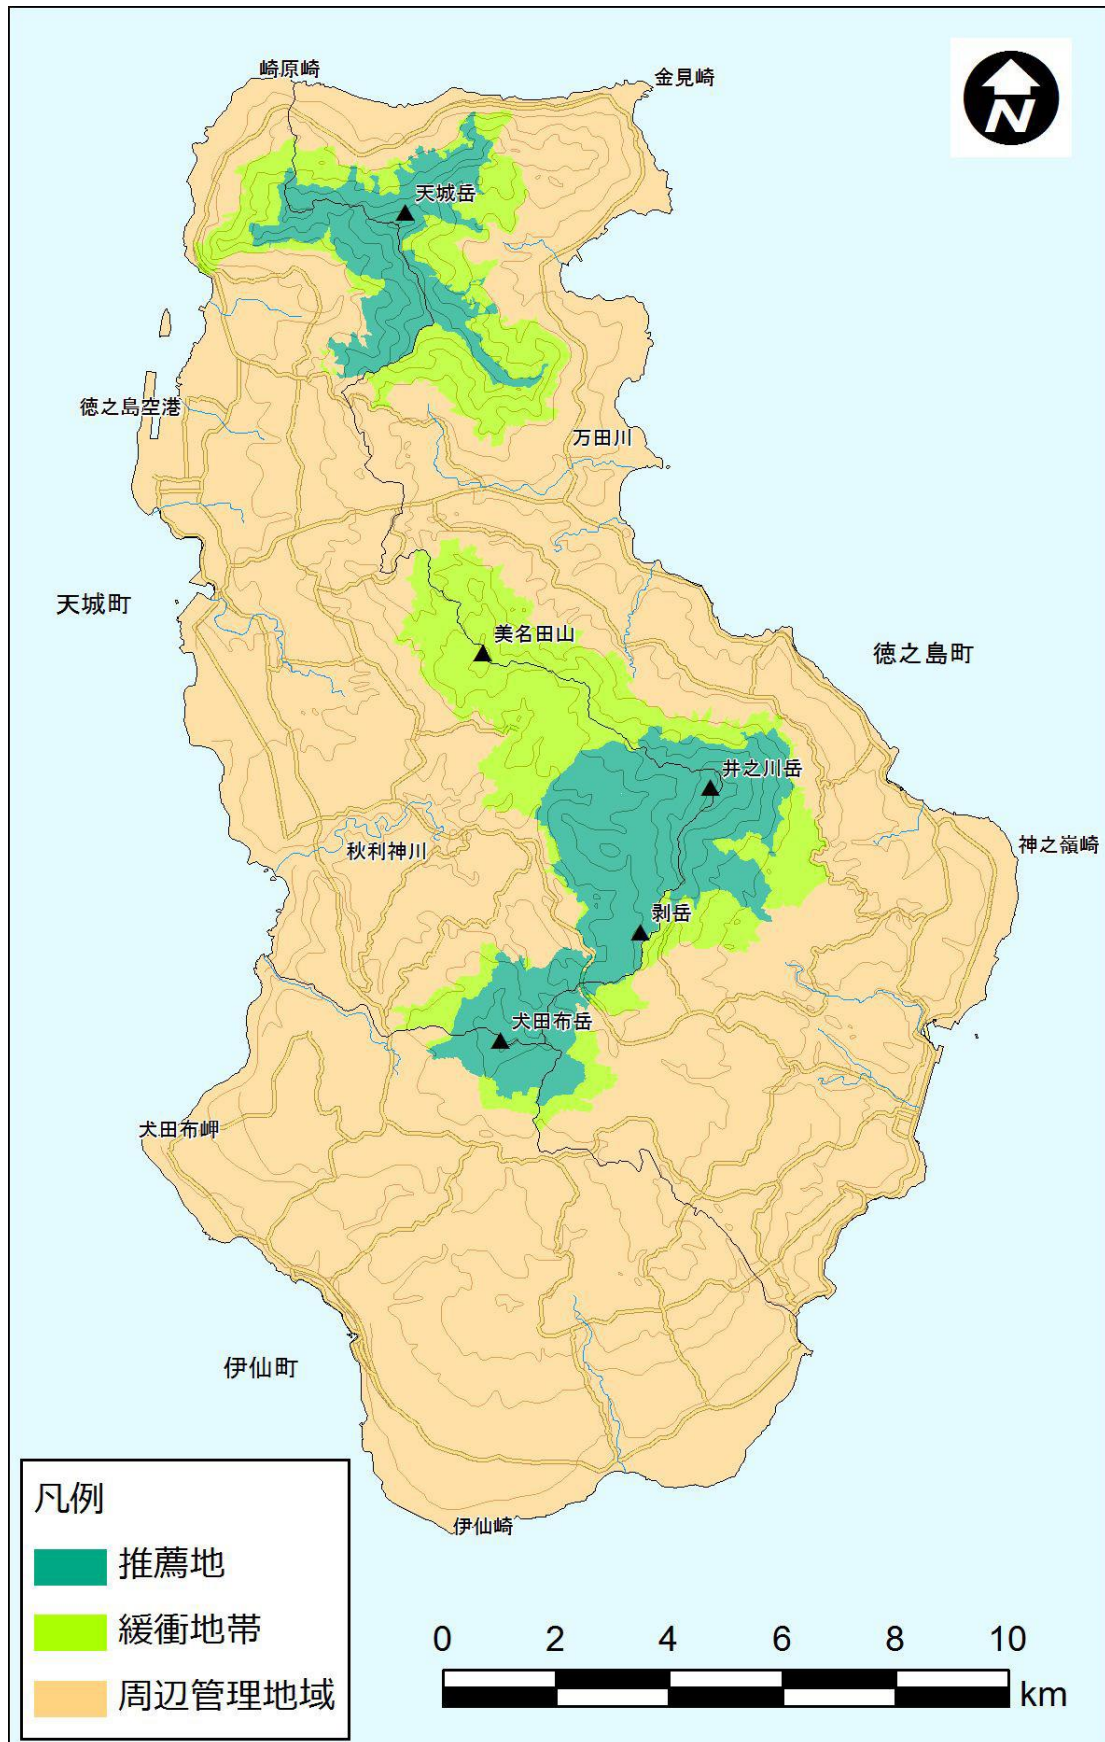 崎原崎
金見崎
N
天城岳
徳之島空港
万田川
天城町
美名田山
徳之島町
井之川岳
秋利神川
神之嶺崎
剥岳
犬田布岳
犬田布岬
伊仙町
伊仙崎
凡例
推薦地
緩衝地帯
周辺管理地域
0 2 4 6 8 10
km